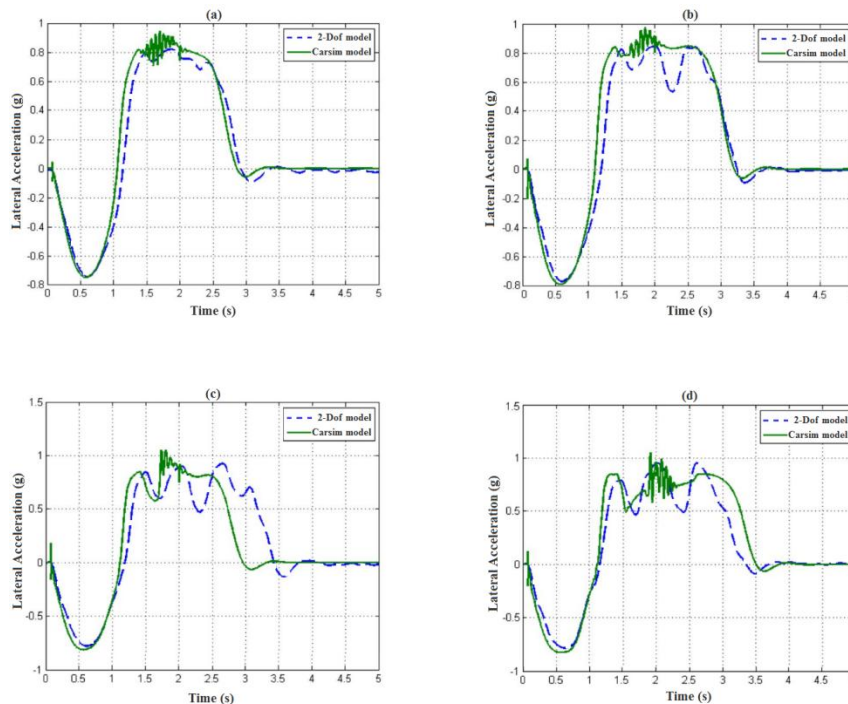 (a)
2-Dof model
Carsim model
Lateral Acceleration (g)
1
0.8
0.6
0.4
0.2
0
-0.2
-0.4
-0.6
-0.8
0 0.5 1 1.5 2 2.5 3 3.5 4 4.5 5
Time (s)
(b)
2-Dof model
Carsim model
Lateral Acceleration (g)
1
0.8
0.6
0.4
0.2
0
-0.2
-0.4
-0.6
-0.8
0 0.5 1 1.5 2 2.5 3 3.5 4 4.5
Time (s)
(c)
2-Dof model
Carsim model
Lateral Acceleration (g)
1.5
1
0.5
0
-0.5
-1
0 0.5 1 1.5 2 2.5 3 3.5 4 4.5 5
Time (s)
(d)
2-Dof model
Carsim model
Lateral Acceleration (g)
1.5
1
0.5
0
-0.5
-1
0 0.5 1 1.5 2 2.5 3 3.5 4 4.5
Time (s)